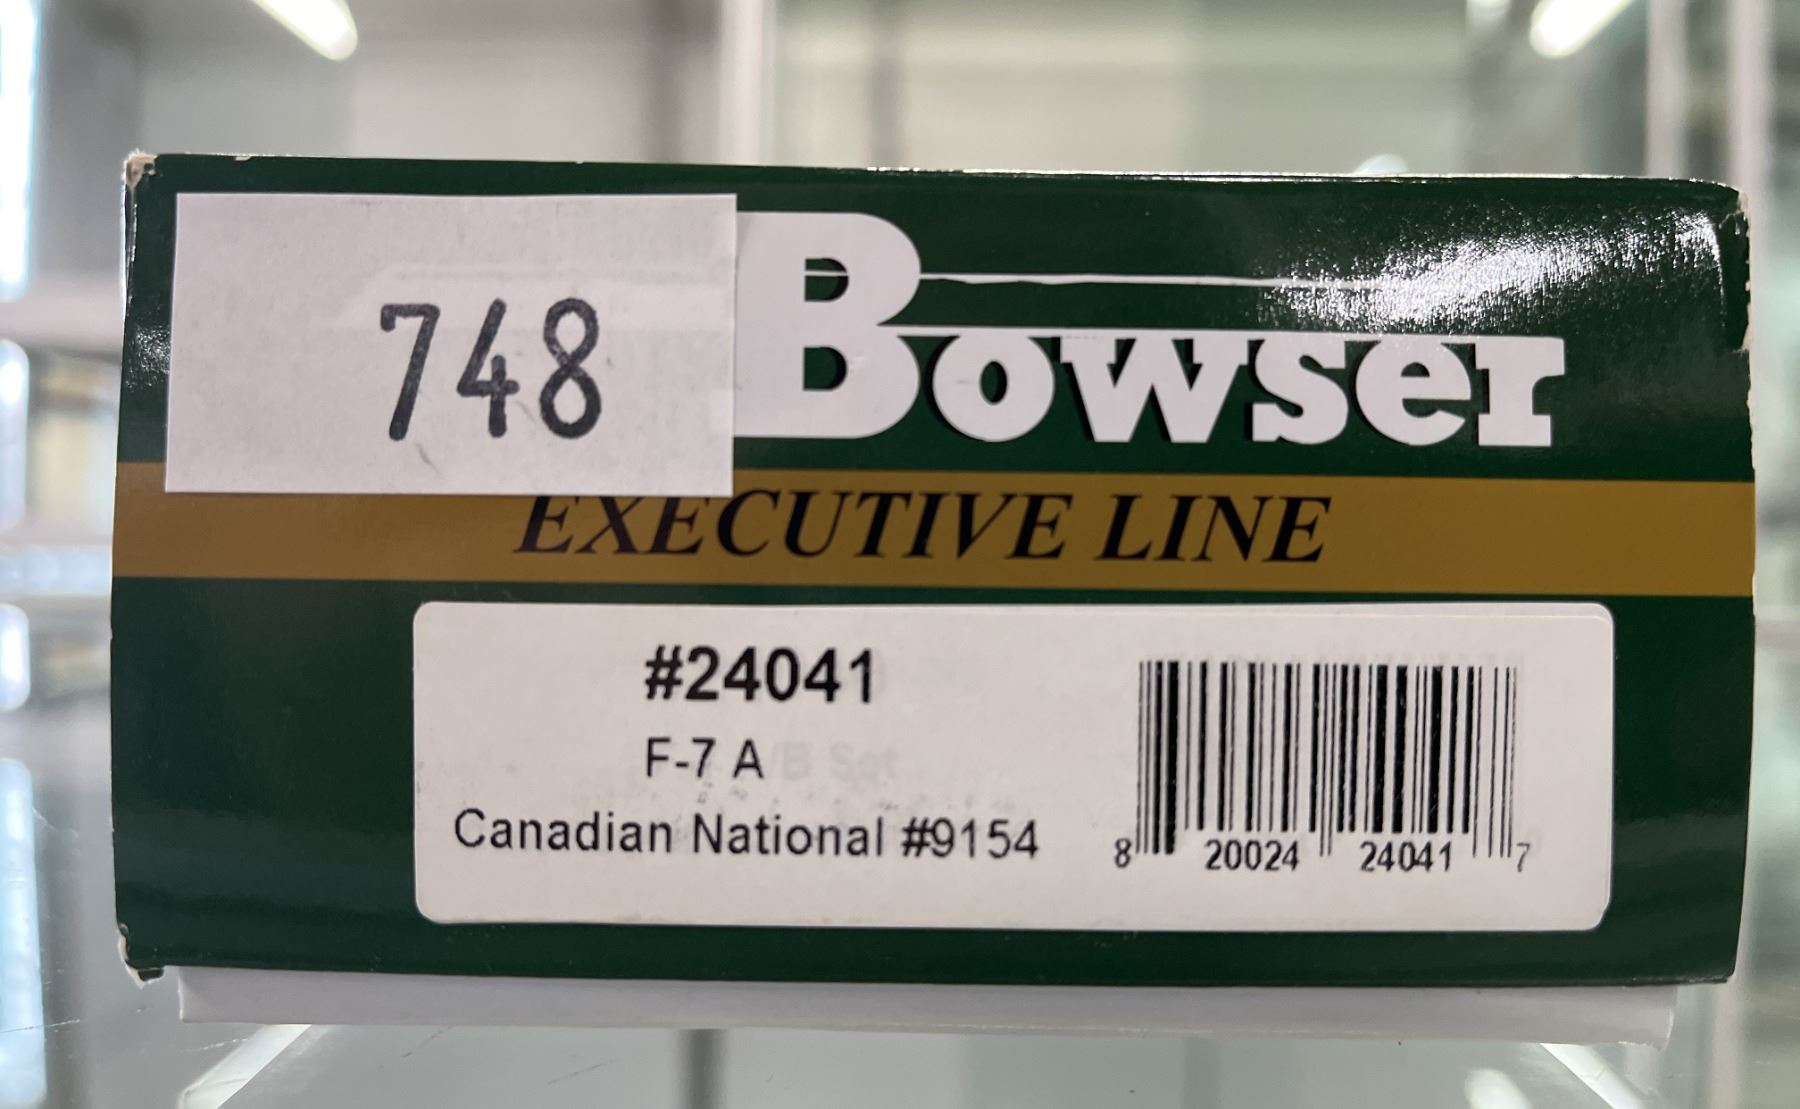 748
Bowser
EXECUTIVE LINE
#24041
F-7 A
Canadian National #9154
8 20024 24041 7